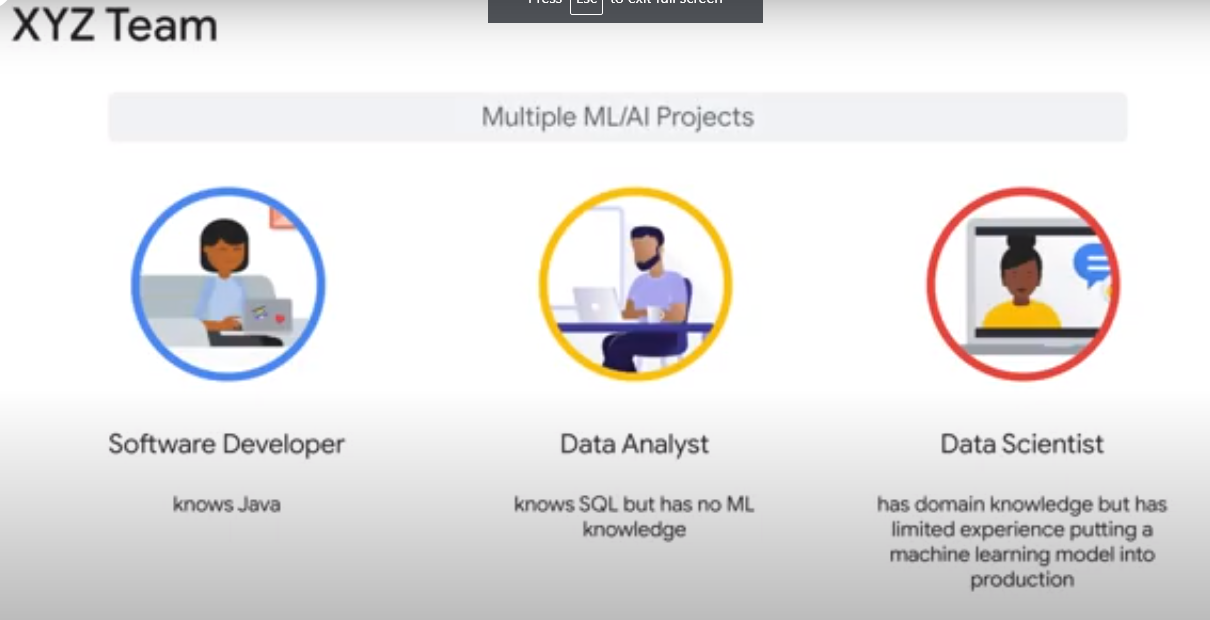 Press Esc to exit full screen
XYZ Team
Multiple ML/AI Projects
Software Developer
knows Java
Data Analyst
knows SQL but has no ML
knowledge
Data Scientist
has domain knowledge but has
limited experience putting a
machine learning model into
production